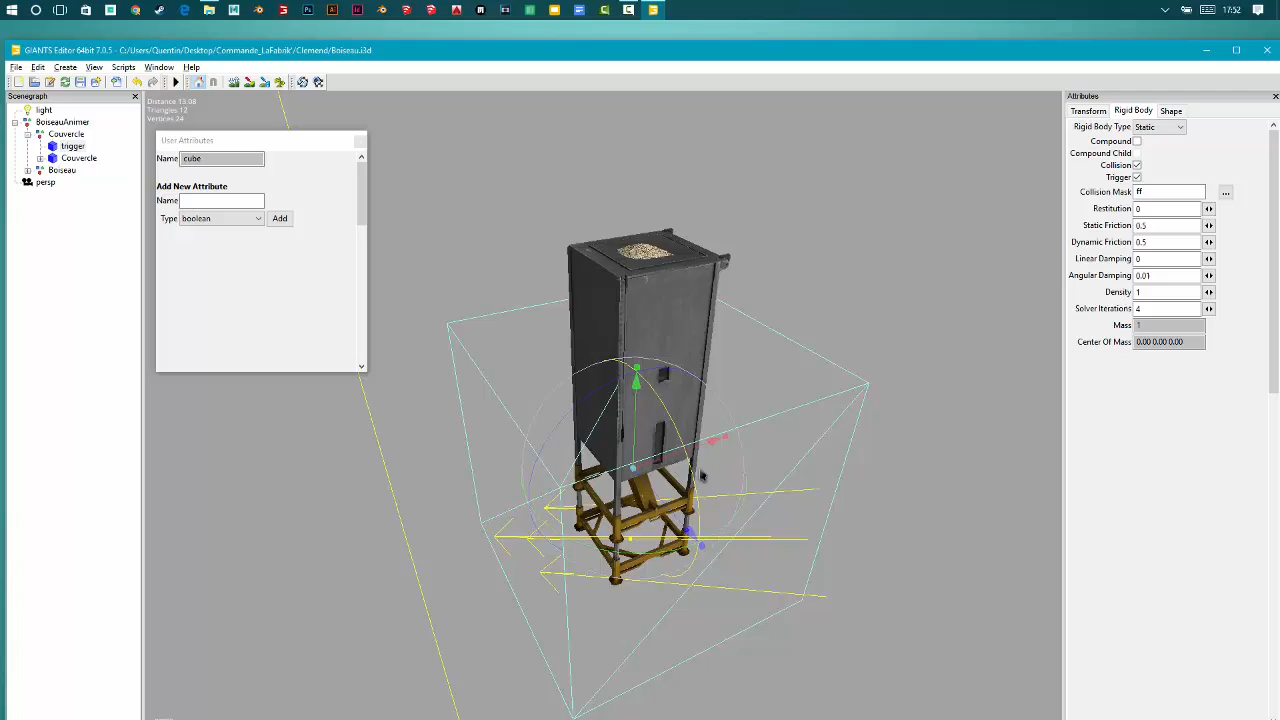 17:52
GIANTS Editor 64bit 7.0.5 - C:/Users/Quentin/Desktop/Commande_LaFabrik'/Clemend/Boiseau.i3d
File Edit Create View Scripts Window Help
Scenegraph
light
BoiseauAnimer
Couvercle
trigger
Couvercle
Boiseau
persp
Distance 13.08
Triangles 12
Vertices 24
User Attributes
Name cube
Add New Attribute
Name
Type boolean Add
Attributes
Transform Rigid Body Shape
Rigid Body Type Static
Compound
Compound Child
Collision
Trigger
Collision Mask ff ...
Restitution 0
Static Friction 0.5
Dynamic Friction 0.5
Linear Damping 0
Angular Damping 0.01
Density 1
Solver Iterations 4
Mass 1
Center Of Mass 0.00 0.00 0.00